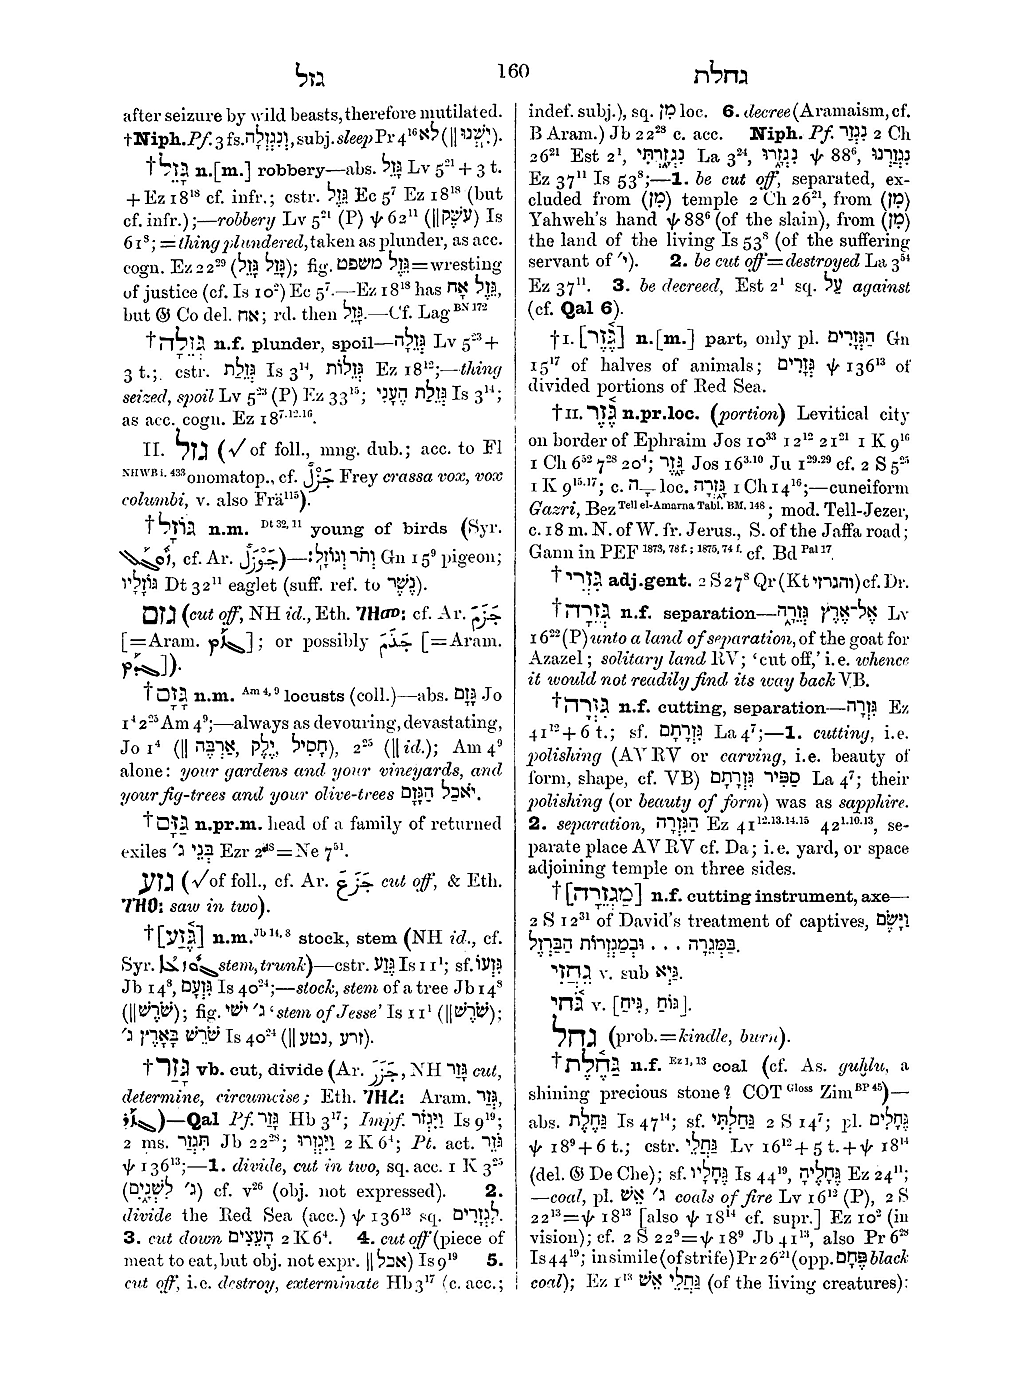 גזל 160 גחלת
after seizure by wild beasts, therefore mutilated.
†Niph. Pf. 3 fs. וְנִגְזְלָה, subj. sleep Pr 4¹⁶ (‖ לֹא יִשְׁנוּ).
†גָּזֵל n.[m.] robbery—abs. גָּזֵל Lv 5²¹ + 3 t.
+ Ez 18¹⁸ cf. infr.; cstr. גֵּזֶל Ec 5⁷ Ez 18¹⁸ (but
cf. infr.);—robbery Lv 5²¹ (P) ψ 62¹¹ (‖ עֹשֶׁק) Is
61⁸; = thing plundered, taken as plunder, as acc.
cogn. Ez 22²⁹ (גָּזְלוּ גָּזֵל); fig. גֵּזֶל משפט = wresting
of justice (cf. Is 10²) Ec 5⁷.—Ez 18¹⁸ has גֵּזֶל אָח,
but 𝔊 Co del. אח; rd. then גָּזֵל.—Cf. Lag ᴮᴺ ¹⁷²
†גְּזֵלָה n.f. plunder, spoil—גְּזֵלָה Lv 5²³ +
3 t.; cstr. גְּזֵלַת Is 3¹⁴, גְּזֵלוֹת Ez 18¹²;—thing
seized, spoil Lv 5²³ (P) Ez 33¹⁵; גְּזֵלַת הֶעָנִי Is 3¹⁴;
as acc. cogn. Ez 18⁷·¹²·¹⁶.
II. גזל (√ of foll., mng. dub.; acc. to Fl
NHWB i. 433 onomatop., cf. جَزْل Frey crassa vox, vox
columbi, v. also Frä¹¹⁵).
†גּוֹזָל n.m. Dt 32, 11 young of birds (Syr.
cf. Ar. جَوْزَل)—וְתֹר וְגוֹזָל׃ Gn 15⁹ pigeon;
גּוֹזָלָיו Dt 32¹¹ eaglet (suff. ref. to נֶשֶׁר).
גזם (cut off, NH id., Eth. ገዘመ፡ cf. Ar. جَزَمَ
[= Aram.]; or possibly جَذَمَ [= Aram.
]).
†גָּזָם n.m. Am 4, 9 locusts (coll.)—abs. גָּזָם Jo
1⁴ 2²⁵ Am 4⁹;—always as devouring, devastating,
Jo 1⁴ (‖ חָסִיל, יֶלֶק, אַרְבֶּה), 2²⁵ (‖ id.); Am 4⁹
alone: your gardens and your vineyards, and
your fig-trees and your olive-trees יֹאכַל הַגָּזָם.
†גַּזָּם n.pr.m. head of a family of returned
exiles בְּנֵי ג׳ Ezr 2⁴⁸ = Ne 7⁵¹.
גזע (√ of foll., cf. Ar. جَزَعَ cut off, & Eth.
saw in two).
†[גֶּזַע] n.m. Jb 14, 8 stock, stem (NH id., cf.
Syr. stem, trunk)—cstr. גֵּזַע Is 11¹; sf. גִּזְעוֹ
Jb 14⁸, גִּזְעָם Is 40²⁴;—stock, stem of a tree Jb 14⁸
(‖ שֹׁרֶשׁ); fig. ג׳ ישׁי 'stem of Jesse' Is 11¹ (‖ שֹׁרֶשׁ);
שֹׁרֵשׁ בָּאָרֶץ ג׳ Is 40²⁴ (‖ זרע, נטע).
†גָּזַר vb. cut, divide (Ar. جَزَرَ, NH גָּזַר cut,
determine, circumcise; Eth. ገዘረ፡ Aram. גְּזַר,
)—Qal Pf. גָּזַר Hb 3¹⁷; Impf. וַיִּגְזֹר Is 9¹⁹;
2 ms. תִּגְזַר Jb 22²⁸; וַיִּגְזְרוּ 2 K 6⁴; Pt. act. גֹּזֵר
ψ 136¹³;—1. divide, cut in two, sq. acc. 1 K 3²⁵
(ג׳ לִשְׁנָיִם) cf. v²⁶ (obj. not expressed). 2.
divide the Red Sea (acc.) ψ 136¹³ sq. לִגְזָרִים.
3. cut down הָעֵצִים 2 K 6⁴. 4. cut off (piece of
meat to eat, but obj. not expr. ‖ אכל) Is 9¹⁹ 5.
cut off, i.e. destroy, exterminate Hb 3¹⁷ (c. acc.;
indef. subj.), sq. מִן loc. 6. decree (Aramaism, cf.
B Aram.) Jb 22²⁸ c. acc. Niph. Pf. נִגְזַר 2 Ch
26²¹ Est 2¹, נִגְזָרְתִּי La 3²⁴, נִגְזָרוּ ψ 88⁶, נִגְזַרְנוּ
Ez 37¹¹ Is 53⁸;—1. be cut off, separated, ex-
cluded from (מִן) temple 2 Ch 26²¹, from (מִן)
Yahweh's hand ψ 88⁶ (of the slain), from (מִן)
the land of the living Is 53⁸ (of the suffering
servant of י׳). 2. be cut off = destroyed La 3⁵⁴
Ez 37¹¹. 3. be decreed, Est 2¹ sq. עַל against
(cf. Qal 6).
†I. [גֶּזֶר] n.[m.] part, only pl. הַגְּזָרִים Gn
15¹⁷ of halves of animals; גְּזָרִים ψ 136¹³ of
divided portions of Red Sea.
†II. גֶּזֶר n.pr.loc. (portion) Levitical city
on border of Ephraim Jos 10³³ 12¹² 21²¹ 1 K 9¹⁶
1 Ch 6⁵² 7²⁸ 20⁴; גָּזֶר Jos 16³·¹⁰ Ju 1²⁹·²⁹ cf. 2 S 5²⁵
1 K 9¹⁵·¹⁷; c. ־ָה loc. גָּזְרָה 1 Ch 14¹⁶;—cuneiform
Gazri, Bez Tell el-Amarna Tabl. BM. 148; mod. Tell-Jezer,
c. 18 m. N. of W. fr. Jerus., S. of the Jaffa road;
Gann in PEF 1873, 78 f.; 1875, 74 f. cf. Bd Pal 17.
†גִּזְרִי adj.gent. 2 S 27⁸ Qr (Kt והגרזי) cf. Dr.
†גְּזֵרָה n.f. separation—אֶל־אֶרֶץ גְּזֵרָה Lv
16²² (P) unto a land of separation, of the goat for
Azazel; solitary land RV; 'cut off,' i.e. whence
it would not readily find its way back VB.
†גִּזְרָה n.f. cutting, separation—גִּזְרָה Ez
41¹² + 6 t.; sf. גִּזְרָתָם La 4⁷;—1. cutting, i.e.
polishing (AV RV or carving, i.e. beauty of
form, shape, cf. VB) סַפִּיר גִּזְרָתָם La 4⁷; their
polishing (or beauty of form) was as sapphire.
2. separation, הַגִּזְרָה Ez 41¹²·¹³·¹⁴·¹⁵ 42¹·¹⁰·¹³, se-
parate place AV RV cf. Da; i.e. yard, or space
adjoining temple on three sides.
†[מַגְזֵרָה] n.f. cutting instrument, axe—
2 S 12³¹ of David's treatment of captives, וַיָּשֶׂם
בַּמְּגֵרָה . . . וּבְמַגְזְרֹות הַבַּרְזֶל.
גֵּחֲזִי v. sub גַּיְא.
גֹּחִי v. [גּוּחַ, גִּיחַ].
גחל (prob. = kindle, burn).
†גַּחֶלֶת n.f. Ez 1, 13 coal (cf. As. guḫlu, a
shining precious stone? COT Gloss Zim BP 45)—
abs. גַּחֶלֶת Is 47¹⁴; sf. גַּחַלְתִּי 2 S 14⁷; pl. גֶּחָלִים
ψ 18⁹ + 6 t.; cstr. גַּחֲלֵי Lv 16¹² + 5 t. + ψ 18¹⁴
(del. 𝔊 De Che); sf. גֶּחָלָיו Is 44¹⁹, גֶּחָלֶיהָ Ez 24¹¹;
—coal, pl. ג׳ אֵשׁ coals of fire Lv 16¹² (P), 2 S
22¹³ = ψ 18¹³ [also ψ 18¹⁴ cf. supr.] Ez 10² (in
vision); cf. 2 S 22⁹ = ψ 18⁹ Jb 41¹³, also Pr 6²⁸
Is 44¹⁹; in simile (of strife) Pr 26²¹ (opp. פֶּחָם black
coal); Ez 1¹³ גַּחֲלֵי אֵשׁ (of the living creatures):